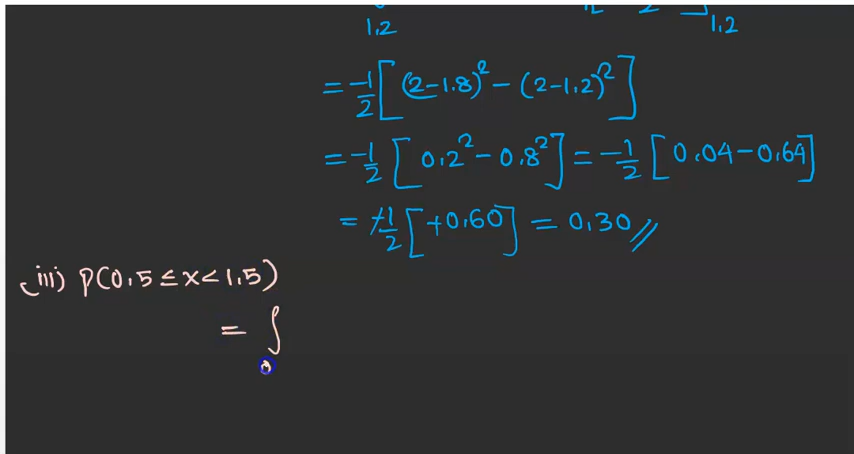 1.2 1.2
= -1/2 [ (2-1.8)² - (2-1.2)² ]
= -1/2 [ 0.2² - 0.8² ] = -1/2 [ 0.04 - 0.64 ]
= +1/2 [ +0.60 ] = 0.30 //
iii) P(0.5 ≤ x < 1.5)
= ∫